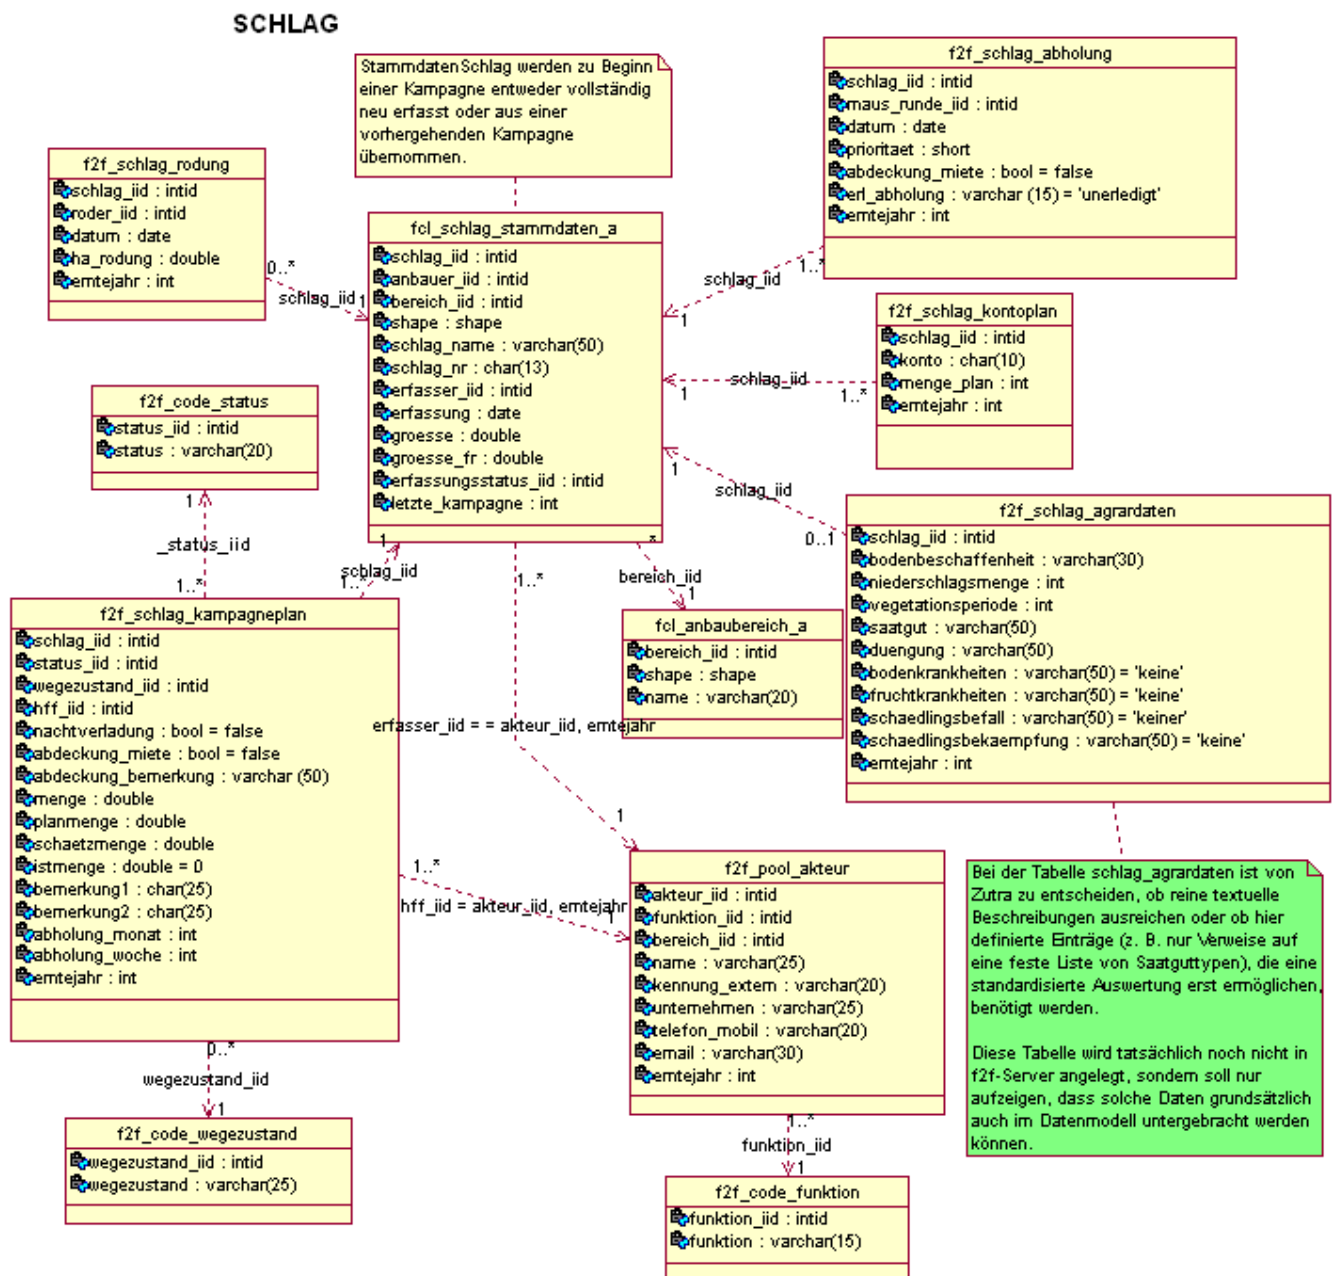 SCHLAG
StammdatenSchlag werden zu Beginn
einer Kampagne entweder vollständig
neu erfasst oder aus einer
vorhergehenden Kampagne
übernommen.
f2f_schlag_abholung
schlag_iid : intid
maus_runde_iid : intid
datum : date
prioritaet : short
abdeckung_miete : bool = false
erl_abholung : varchar (15) = 'unerledigt'
erntejahr : int
f2f_schlag_rodung
schlag_iid : intid
roder_iid : intid
datum : date
ha_rodung : double
erntejahr : int
0..*
schlag_iid
1
fcl_schlag_stammdaten_a
schlag_iid : intid
anbauer_iid : intid
bereich_iid : intid
shape : shape
schlag_name : varchar(50)
schlag_nr : char(13)
erfasser_iid : intid
erfassung : date
groesse : double
groesse_fr : double
erfassungsstatus_iid : intid
letzte_kampagne : int
1..*
schlag_iid
1
f2f_schlag_kontoplan
schlag_iid : intid
konto : char(10)
menge_plan : int
erntejahr : int
schlag_iid
1
1..*
f2f_code_status
status_iid : intid
status : varchar(20)
1
_status_iid
1..*
1
schlag_iid
0..1
f2f_schlag_agrardaten
schlag_iid : intid
bodenbeschaffenheit : varchar(30)
niederschlagsmenge : int
vegetationsperiode : int
saatgut : varchar(50)
duengung : varchar(50)
bodenkrankheiten : varchar(50) = 'keine'
fruchtkrankheiten : varchar(50) = 'keine'
schaedlingsbefall : varchar(50) = 'keiner'
schaedlingsbekaempfung : varchar(50) = 'keine'
erntejahr : int
1
schlag_iid
1..*
1..*
*
bereich_iid
1
fcl_anbaubereich_a
bereich_iid : intid
shape : shape
name : varchar(20)
f2f_schlag_kampagneplan
schlag_iid : intid
status_iid : intid
wegezustand_iid : intid
hff_iid : intid
nachtverladung : bool = false
abdeckung_miete : bool = false
abdeckung_bemerkung : varchar (50)
menge : double
planmenge : double
schaetzmenge : double
istmenge : double = 0
bemerkung1 : char(25)
bemerkung2 : char(25)
abholung_monat : int
abholung_woche : int
erntejahr : int
erfasser_iid = = akteur_iid, erntejahr
1
1..*
hff_iid = akteur_iid, erntejahr
1
f2f_pool_akteur
akteur_iid : intid
funktion_iid : intid
bereich_iid : intid
name : varchar(25)
kennung_extern : varchar(20)
unternehmen : varchar(25)
telefon_mobil : varchar(20)
email : varchar(30)
erntejahr : int
Bei der Tabelle schlag_agrardaten ist von
Zutra zu entscheiden, ob reine textuelle
Beschreibungen ausreichen oder ob hier
definierte Einträge (z. B. nur Verweise auf
eine feste Liste von Saatguttypen), die eine
standardisierte Auswertung erst ermöglichen,
benötigt werden.
Diese Tabelle wird tatsächlich noch nicht in
f2f-Server angelegt, sondern soll nur
aufzeigen, dass solche Daten grundsätzlich
auch im Datenmodell untergebracht werden
können.
0..*
wegezustand_iid
1
f2f_code_wegezustand
wegezustand_iid : intid
wegezustand : varchar(25)
1..*
funktion_iid
1
f2f_code_funktion
funktion_iid : intid
funktion : varchar(15)